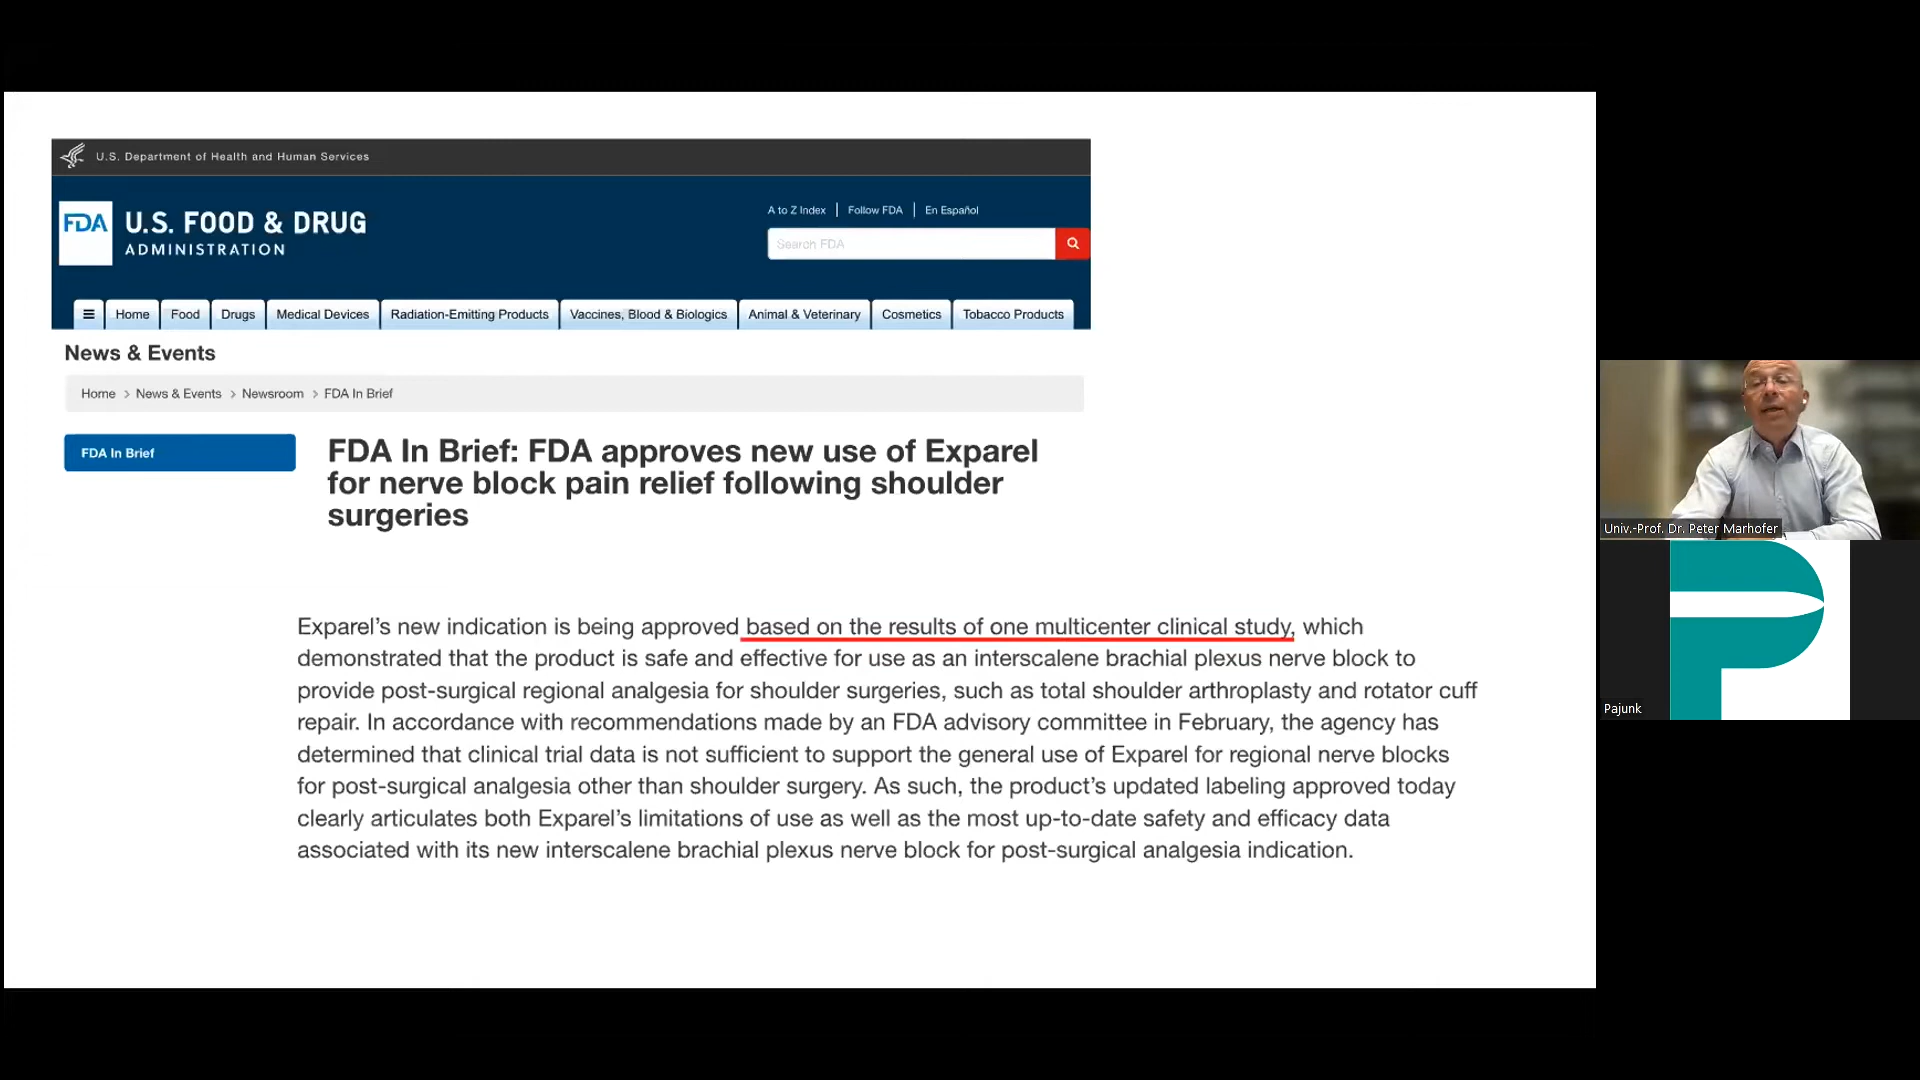 U.S. Department of Health and Human Services
FDA
U.S. FOOD & DRUG
ADMINISTRATION
A to Z Index | Follow FDA | En Español
Search FDA
Home Food Drugs Medical Devices Radiation-Emitting Products Vaccines, Blood & Biologics Animal & Veterinary Cosmetics Tobacco Products
News & Events
Home > News & Events > Newsroom > FDA In Brief
FDA In Brief
FDA In Brief: FDA approves new use of Exparel
for nerve block pain relief following shoulder
surgeries
Exparel’s new indication is being approved based on the results of one multicenter clinical study, which
demonstrated that the product is safe and effective for use as an interscalene brachial plexus nerve block to
provide post-surgical regional analgesia for shoulder surgeries, such as total shoulder arthroplasty and rotator cuff
repair. In accordance with recommendations made by an FDA advisory committee in February, the agency has
determined that clinical trial data is not sufficient to support the general use of Exparel for regional nerve blocks
for post-surgical analgesia other than shoulder surgery. As such, the product’s updated labeling approved today
clearly articulates both Exparel’s limitations of use as well as the most up-to-date safety and efficacy data
associated with its new interscalene brachial plexus nerve block for post-surgical analgesia indication.
Univ.-Prof. Dr. Peter Marhofer
Pajunk